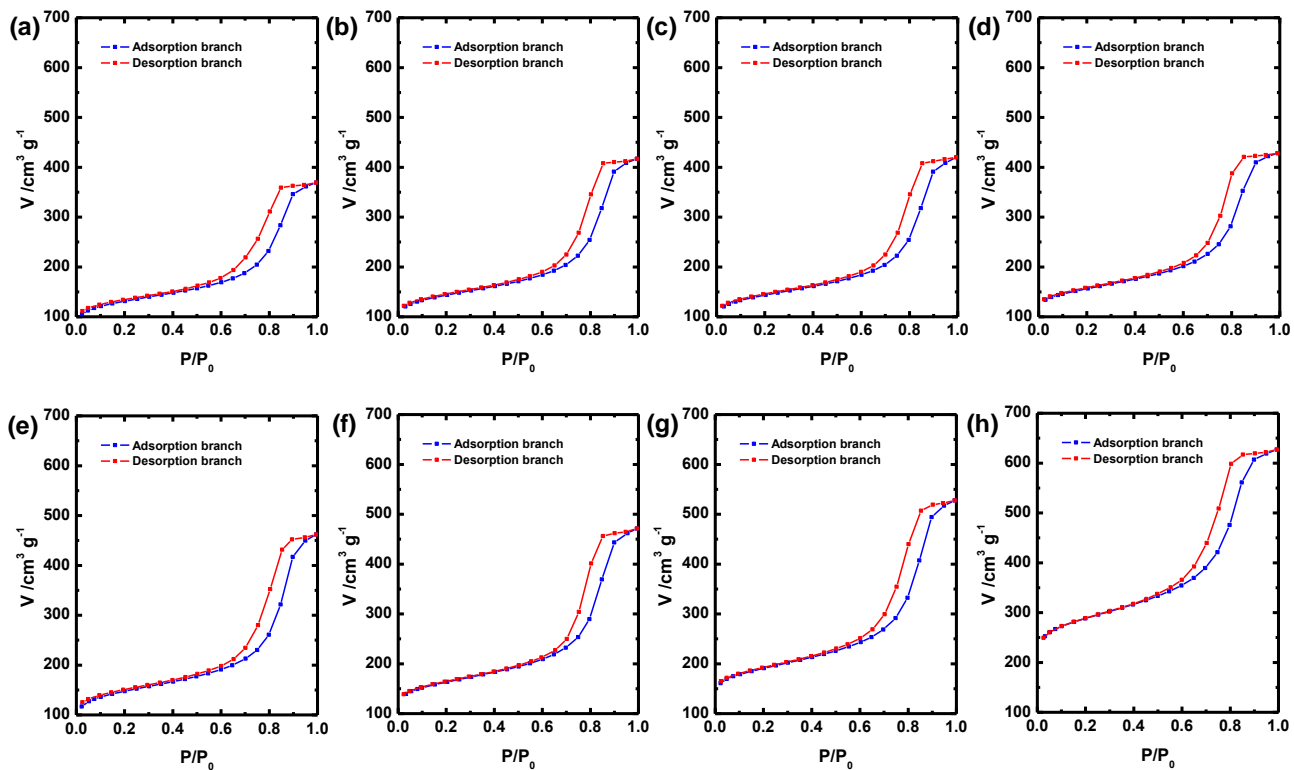 (a)
700
600
500
400
300
200
100
V /cm³ g⁻¹
Adsorption branch
Desorption branch
0.0 0.2 0.4 0.6 0.8 1.0
P/P₀
(b)
700
600
500
400
300
200
100
V /cm³ g⁻¹
Adsorption branch
Desorption branch
0.0 0.2 0.4 0.6 0.8 1.0
P/P₀
(c)
700
600
500
400
300
200
100
V /cm³ g⁻¹
Adsorption branch
Desorption branch
0.0 0.2 0.4 0.6 0.8 1.0
P/P₀
(d)
700
600
500
400
300
200
100
V /cm³ g⁻¹
Adsorption branch
Desorption branch
0.0 0.2 0.4 0.6 0.8 1.0
P/P₀
(e)
700
600
500
400
300
200
100
V /cm³ g⁻¹
Adsorption branch
Desorption branch
0.0 0.2 0.4 0.6 0.8 1.0
P/P₀
(f)
700
600
500
400
300
200
100
V /cm³ g⁻¹
Adsorption branch
Desorption branch
0.0 0.2 0.4 0.6 0.8 1.0
P/P₀
(g)
700
600
500
400
300
200
100
V /cm³ g⁻¹
Adsorption branch
Desorption branch
0.0 0.2 0.4 0.6 0.8 1.0
P/P₀
(h)
700
600
500
400
300
200
100
V /cm³ g⁻¹
Adsorption branch
Desorption branch
0.0 0.2 0.4 0.6 0.8 1.0
P/P₀